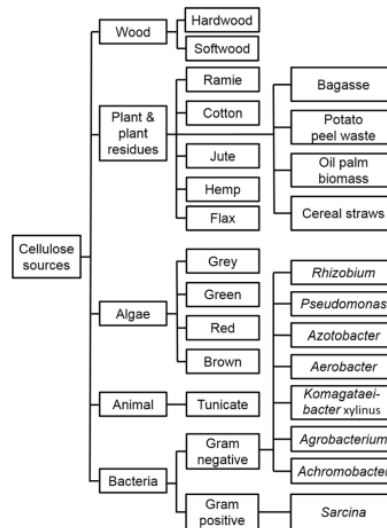 Cellulose
sources
Wood
Hardwood
Softwood
Plant &
plant
residues
Ramie
Cotton
Jute
Hemp
Flax
Bagasse
Potato
peel waste
Oil palm
biomass
Cereal straws
Algae
Grey
Green
Red
Brown
Animal
Tunicate
Bacteria
Gram
negative
Rhizobium
Pseudomonas
Azotobacter
Aerobacter
Komagataei-
bacter xylinus
Agrobacterium
Achromobacter
Gram
positive
Sarcina